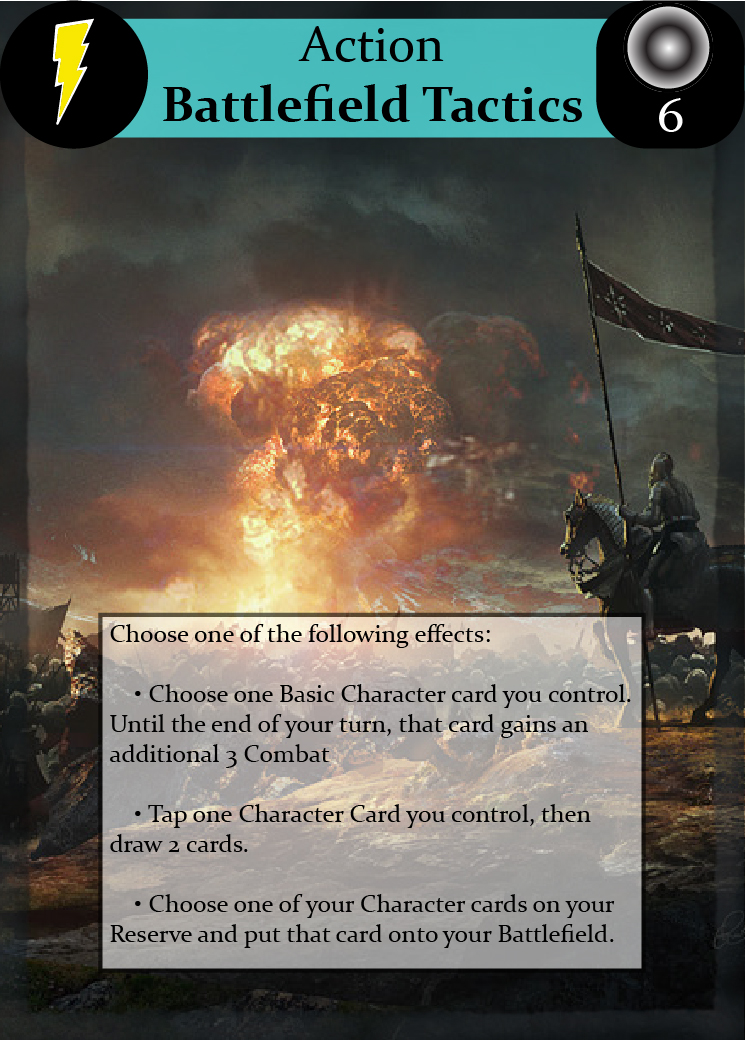 Action
Battlefield Tactics
6
Choose one of the following effects:
• Choose one Basic Character card you control.
Until the end of your turn, that card gains an
additional 3 Combat
• Tap one Character Card you control, then
draw 2 cards.
• Choose one of your Character cards on your
Reserve and put that card onto your Battlefield.